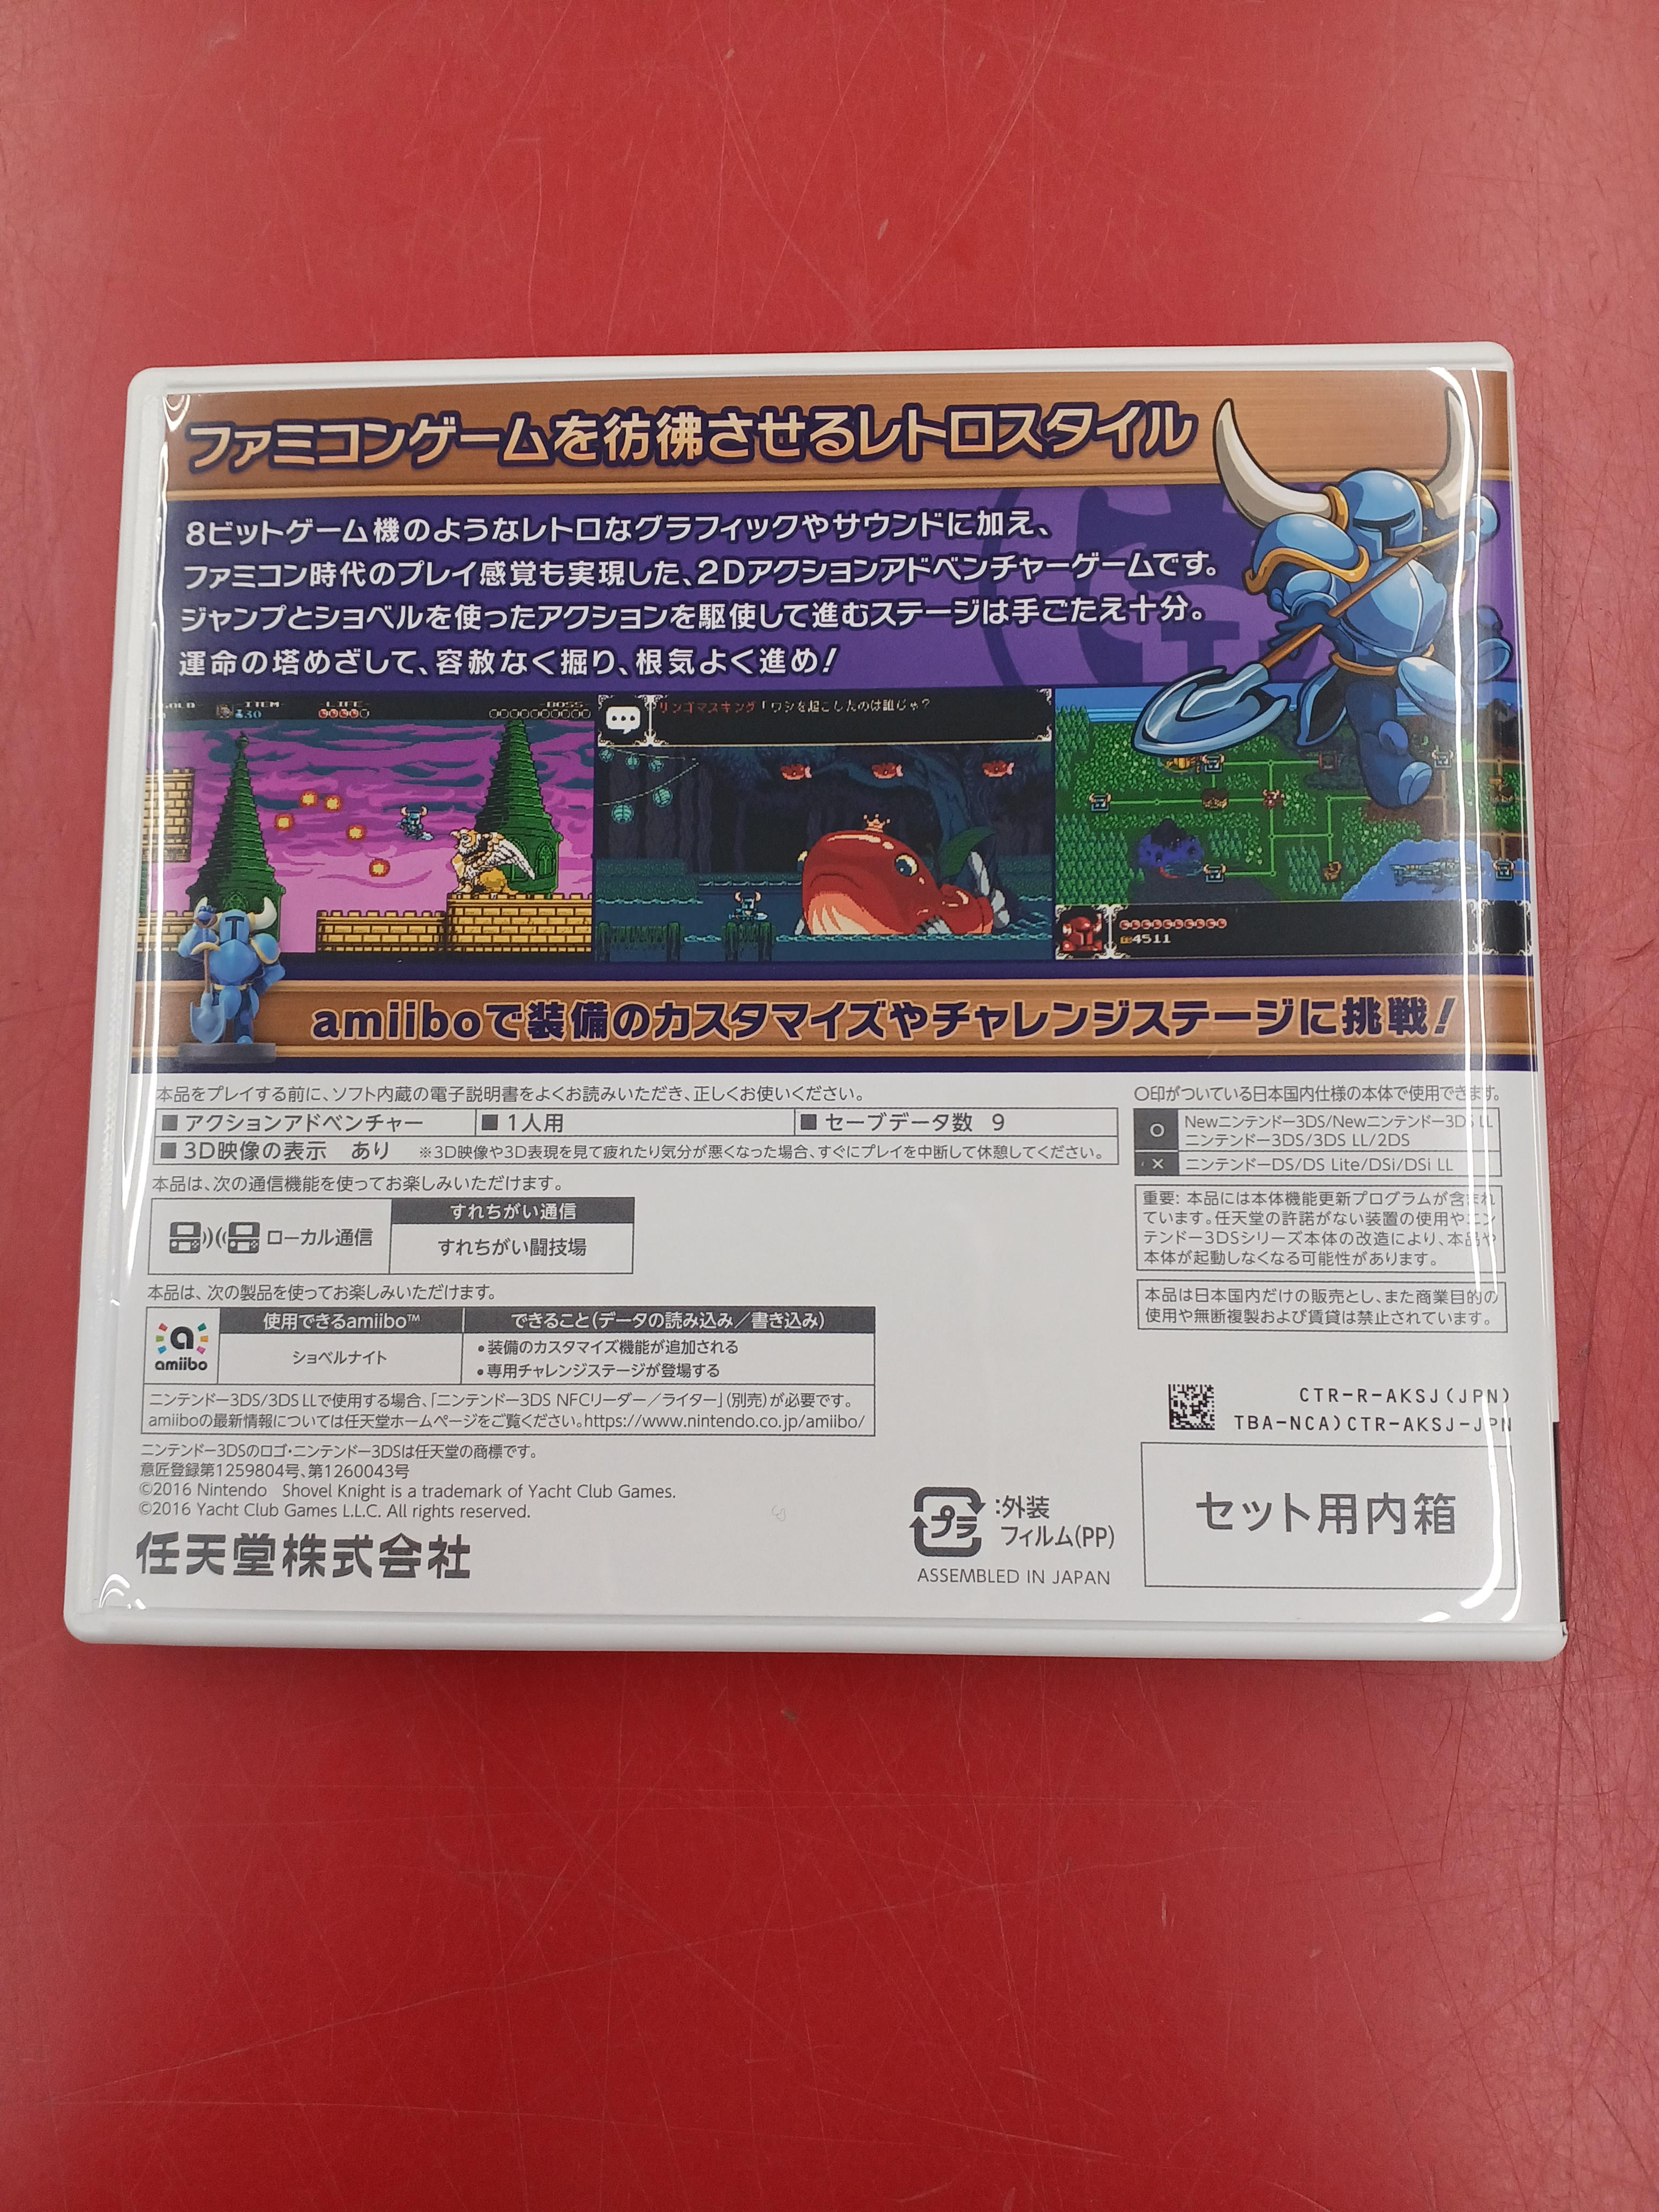 ファミコンゲームを彷彿させるレトロスタイル
8ビットゲーム機のようなレトロなグラフィックやサウンドに加え、
ファミコン時代のプレイ感覚も実現した、2Dアクションアドベンチャーゲームです。
ジャンプとショベルを使ったアクションを駆使して進むステージは手ごたえ十分。
運命の塔めざして、容赦なく掘り、根気よく進め!
ITEM
LIFE
BOSS
30
リンゴマスキング「ワシを起こしたのは誰じゃ?
4511
amiiboで装備のカスタマイズやチャレンジステージに挑戦!
本品をプレイする前に、ソフト内蔵の電子説明書をよくお読みいただき、正しくお使いください。
■ アクションアドベンチャー ■ 1人用 ■ セーブデータ数 9
■ 3D映像の表示 あり ※3D映像や3D表現を見て疲れたり気分が悪くなった場合、すぐにプレイを中断して休憩してください。
本品は、次の通信機能を使ってお楽しみいただけます。
ローカル通信
すれちがい通信
すれちがい闘技場
本品は、次の製品を使ってお楽しみいただけます。
amiibo
使用できるamiibo™ できること(データの読み込み/書き込み)
ショベルナイト
•装備のカスタマイズ機能が追加される
•専用チャレンジステージが登場する
ニンテンドー3DS/3DS LLで使用する場合、「ニンテンドー3DS NFCリーダー/ライター」(別売)が必要です。
amiiboの最新情報については任天堂ホームページをご覧ください。https://www.nintendo.co.jp/amiibo/
ニンテンドー3DSのロゴ・ニンテンドー3DSは任天堂の商標です。
意匠登録第1259804号、第1260043号
©2016 Nintendo Shovel Knight is a trademark of Yacht Club Games.
©2016 Yacht Club Games L.L.C. All rights reserved.
任天堂株式会社
○印がついている日本国内仕様の本体で使用できます。
○ Newニンテンドー3DS/Newニンテンドー3DS LL
ニンテンドー3DS/3DS LL/2DS
× ニンテンドーDS/DS Lite/DSi/DSi LL
重要: 本品には本体機能更新プログラムが含まれ
ています。任天堂の許諾がない装置の使用やニン
テンドー3DSシリーズ本体の改造により、本品や
本体が起動しなくなる可能性があります。
本品は日本国内だけの販売とし、また商業目的の
使用や無断複製および賃貸は禁止されています。
CTR-R-AKSJ(JPN)
TBA-NCA)CTR-AKSJ-JPN
プラ
:外装
フィルム(PP)
ASSEMBLED IN JAPAN
セット用内箱